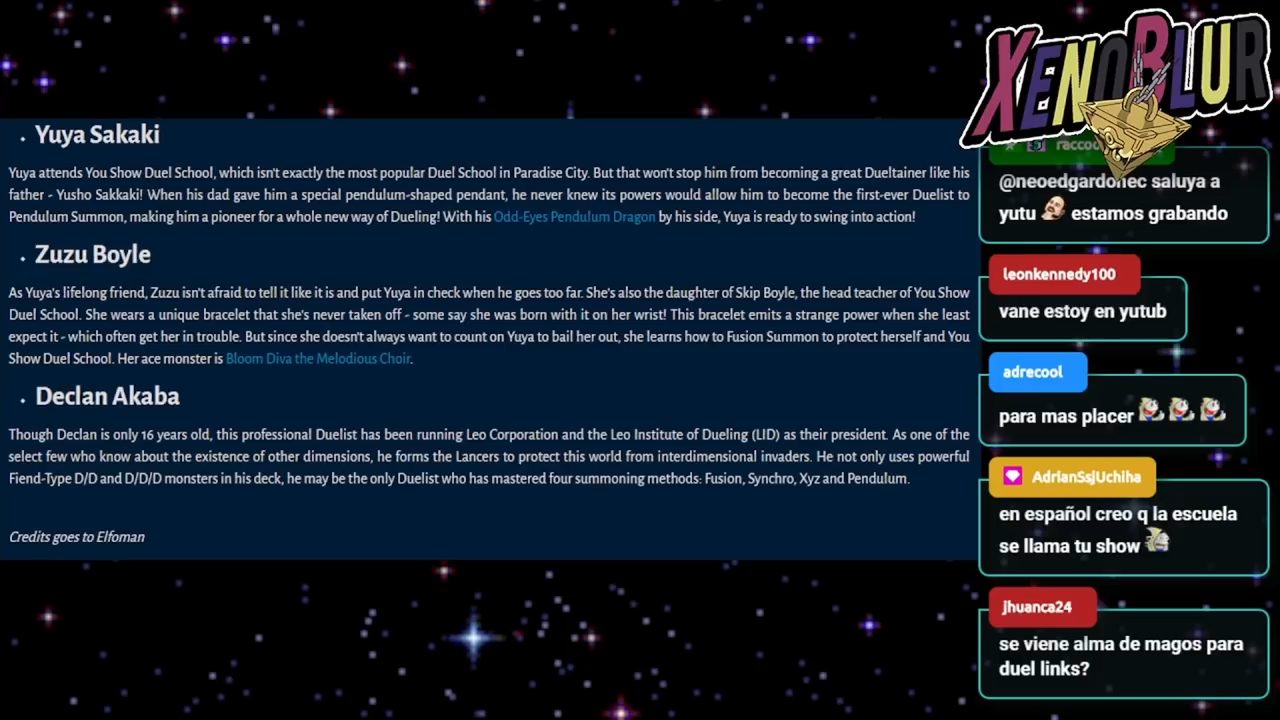 XENOBLUR
Yuya Sakaki
Yuya attends You Show Duel School, which isn't exactly the most popular Duel School in Paradise City. But that won't stop him from becoming a great Dueltainer like his
father - Yusho Sakkaki! When his dad gave him a special pendulum-shaped pendant, he never knew its powers would allow him to become the first-ever Duelist to
Pendulum Summon, making him a pioneer for a whole new way of Dueling! With his Odd-Eyes Pendulum Dragon by his side, Yuya is ready to swing into action!
Zuzu Boyle
As Yuya's lifelong friend, Zuzu isn't afraid to tell it like it is and put Yuya in check when he goes too far. She's also the daughter of Skip Boyle, the head teacher of You Show
Duel School. She wears a unique bracelet that she's never taken off - some say she was born with it on her wrist! This bracelet emits a strange power when she least
expect it - which often get her in trouble. But since she doesn't always want to count on Yuya to bail her out, she learns how to Fusion Summon to protect herself and You
Show Duel School. Her ace monster is Bloom Diva the Melodious Choir.
Declan Akaba
Though Declan is only 16 years old, this professional Duelist has been running Leo Corporation and the Leo Institute of Dueling (LID) as their president. As one of the
select few who know about the existence of other dimensions, he forms the Lancers to protect this world from interdimensional invaders. He not only uses powerful
Fiend-Type D/D and D/D/D monsters in his deck, he may be the only Duelist who has mastered four summoning methods: Fusion, Synchro, Xyz and Pendulum.
Credits goes to Elfoman
@neoedgardonec saluya a
yutu estamos grabando
leonkennedy100
vane estoy en yutub
adrecool
para mas placer
AdrianSsjUchiha
en español creo q la escuela
se llama tu show
jhuanca24
se viene alma de magos para
duel links?